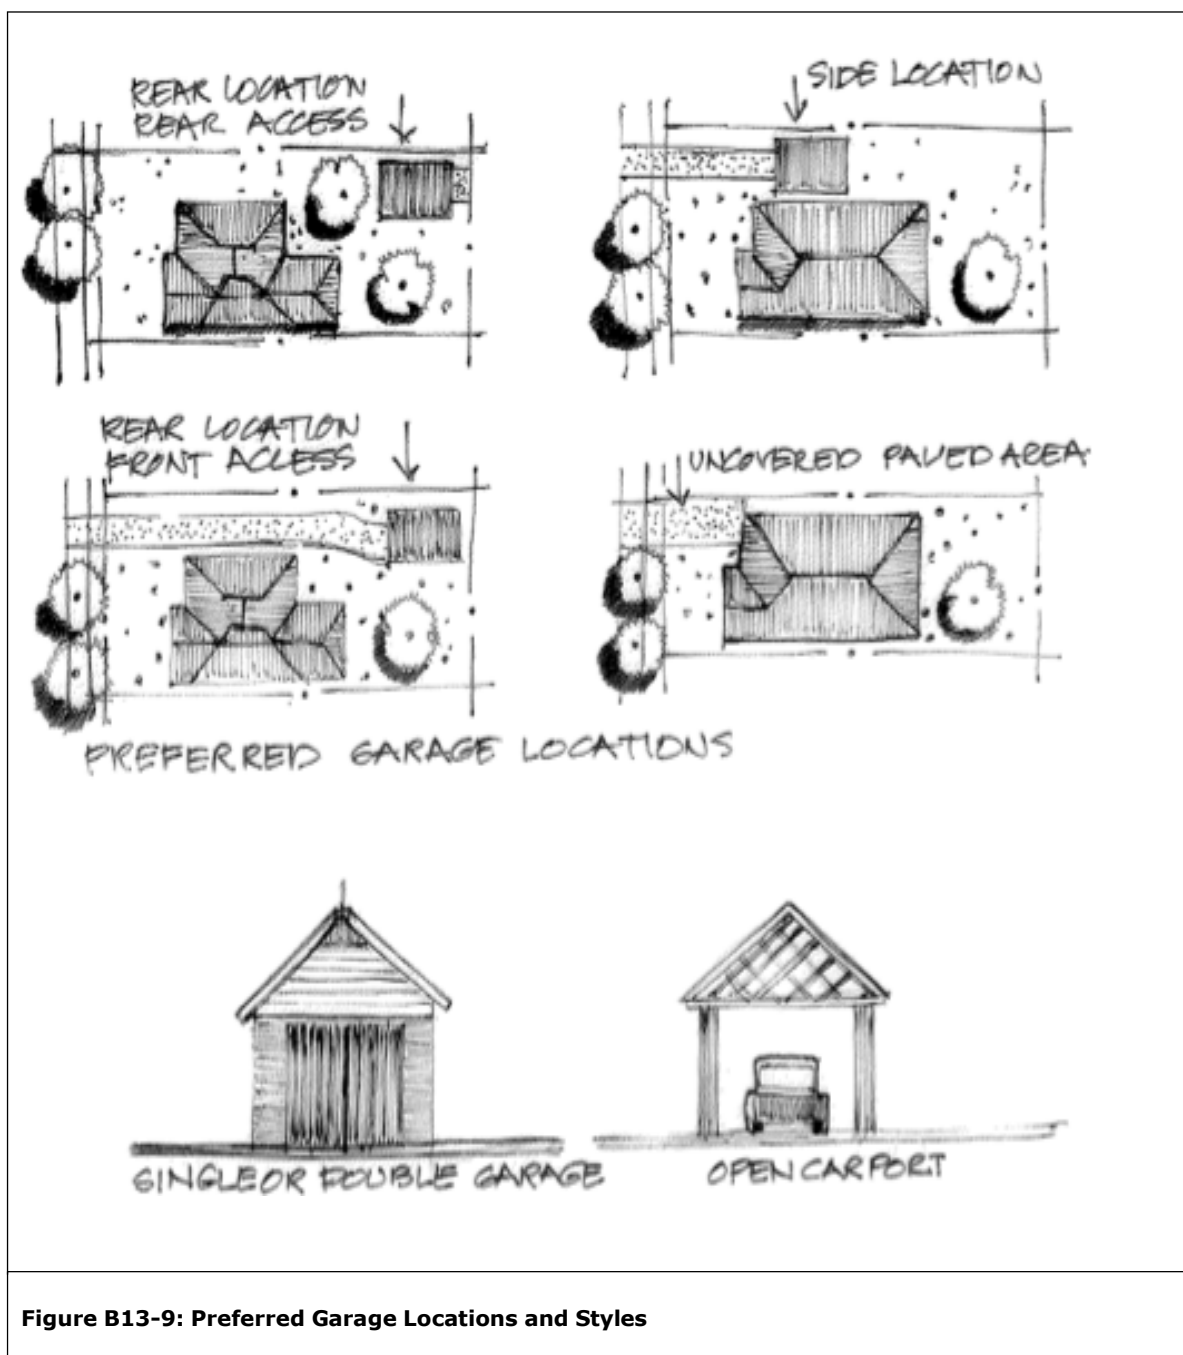 REAR LOCATION
REAR ACCESS
SIDE LOCATION
REAR LOCATION
FRONT ACCESS
UNCOVERED PAVED AREA
PREFERRED GARAGE LOCATIONS
SINGLE OR DOUBLE GARAGE
OPEN CARPORT
Figure B13-9: Preferred Garage Locations and Styles